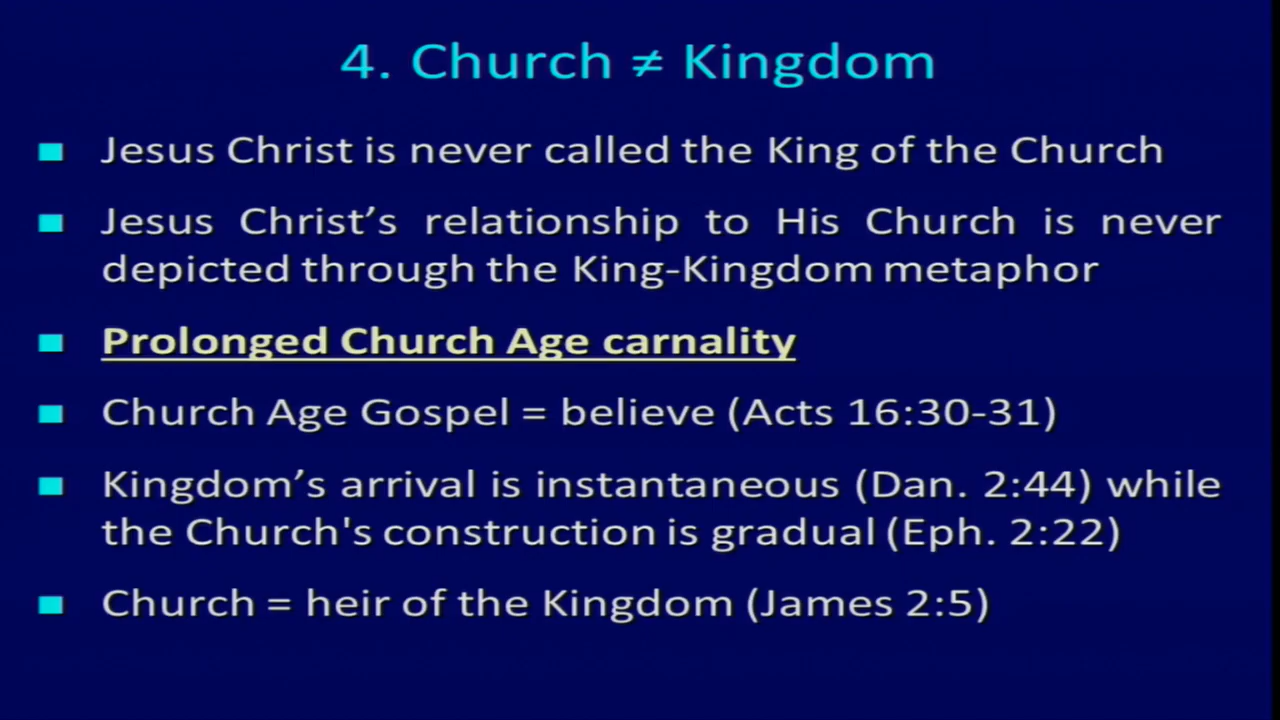 4. Church ≠ Kingdom
Jesus Christ is never called the King of the Church
Jesus Christ’s relationship to His Church is never
depicted through the King-Kingdom metaphor
Prolonged Church Age carnality
Church Age Gospel = believe (Acts 16:30-31)
Kingdom’s arrival is instantaneous (Dan. 2:44) while
the Church's construction is gradual (Eph. 2:22)
Church = heir of the Kingdom (James 2:5)